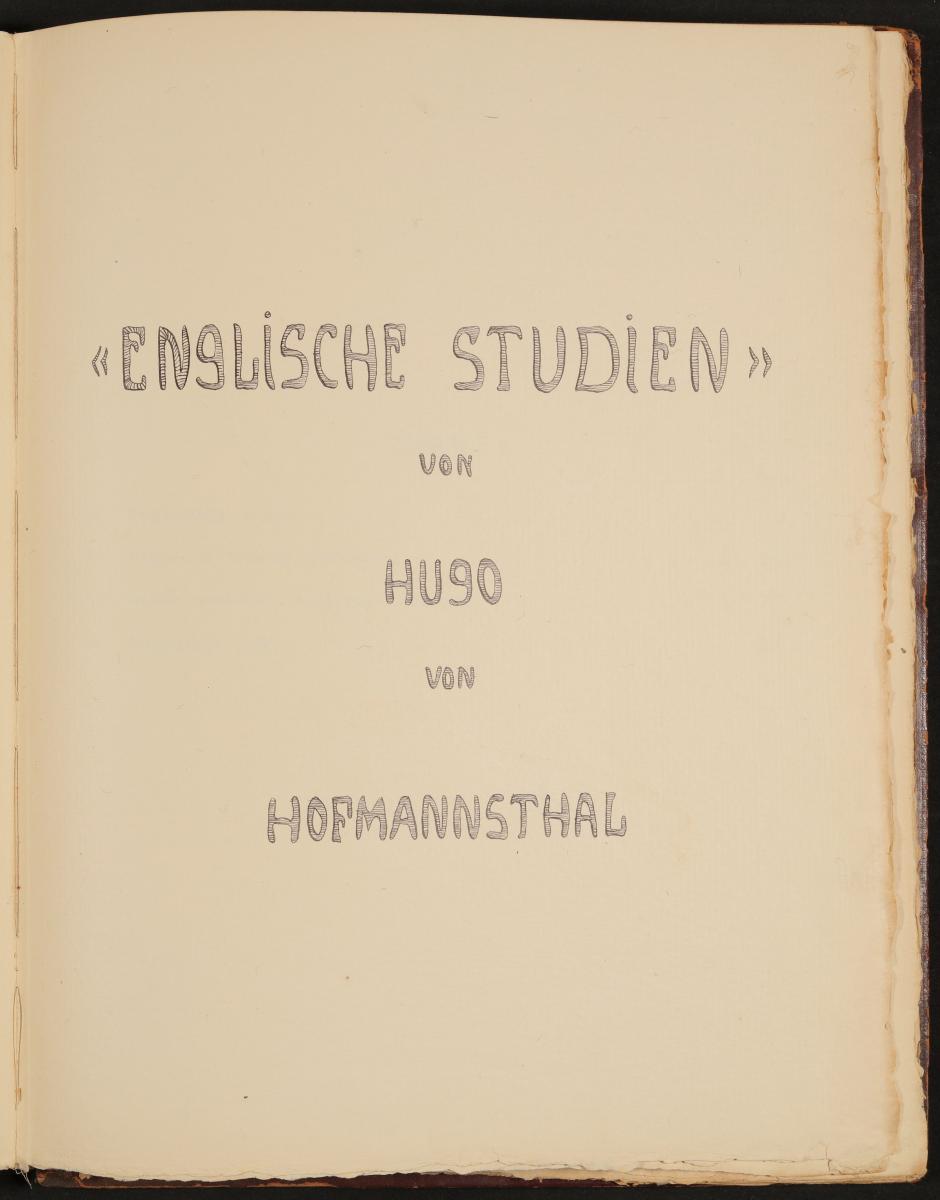 «ENGLiSCHE STUDiEN»
VON
HUGO
VON
HOFMANNSTHAL